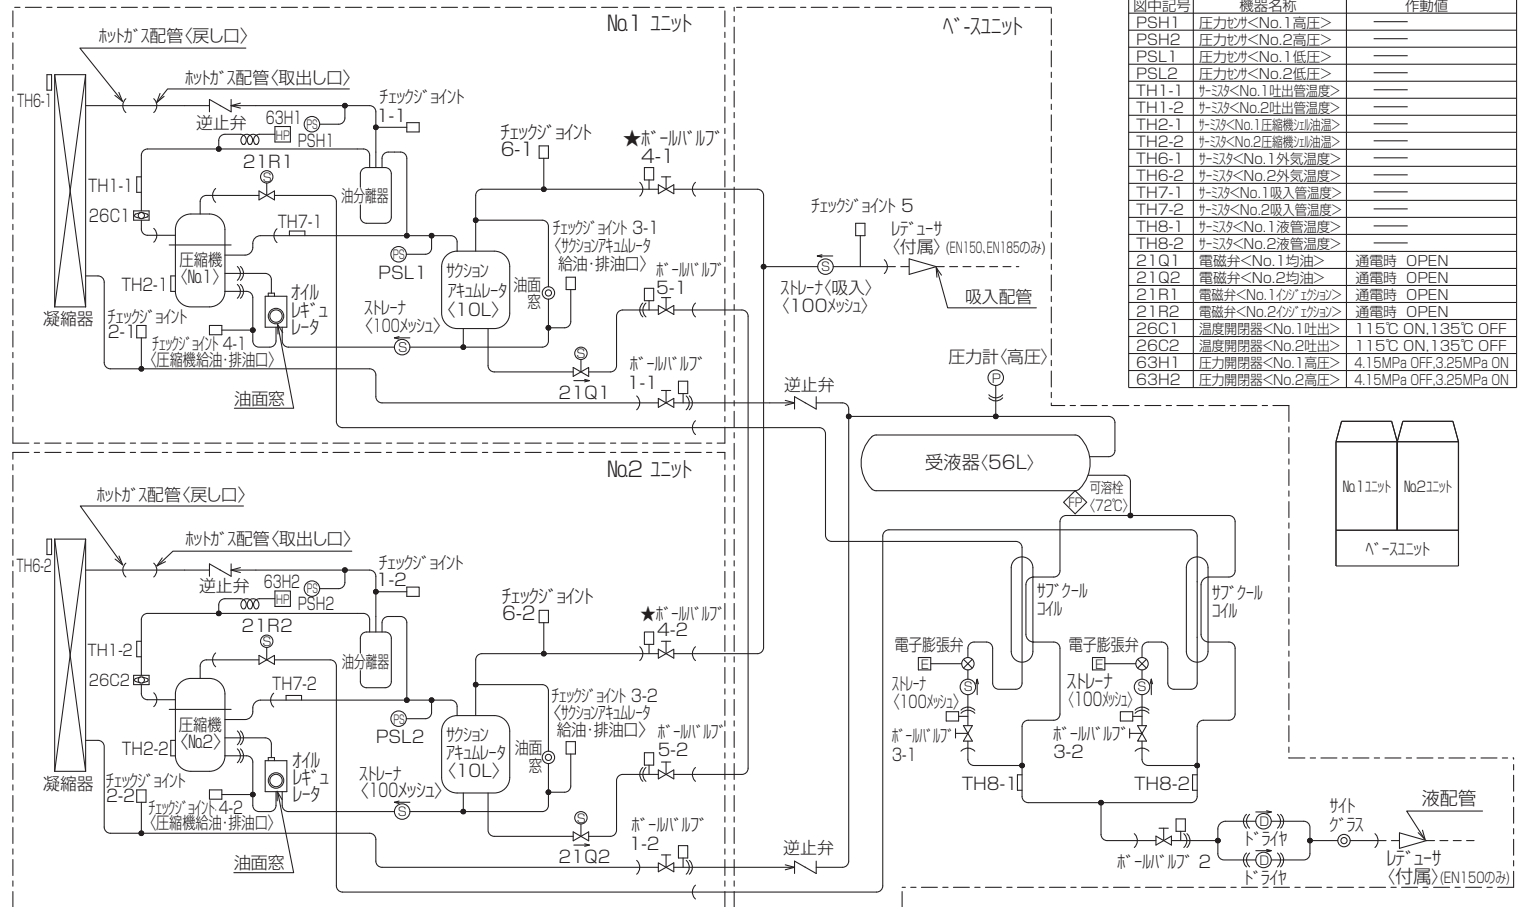 No.1 ユニット
ホットガス配管〈戻し口〉
ホットガス配管〈取出し口〉
TH6-1
逆止弁
63H1
HP
PS
PSH1
チェックジョイント
1-1
21R1
S
TH1-1
26C1
油分離器
チェックジョイント
6-1
★ボールバルブ
4-1
圧縮機
〈No.1〉
TH7-1
PS
PSL1
TH2-1
サクション
アキュムレータ
〈10L〉
油面
窓
チェックジョイント 3-1
〈サクションアキュムレータ
給油・排油口〉
ボールバルブ
5-1
凝縮器
チェックジョイント
2-1
オイル
レギュ
レータ
チェックジョイント 4-1
〈圧縮機給油・排油口〉
油面窓
ストレーナ
〈100メッシュ〉
S
S
21Q1
ボールバルブ
1-1
No.2 ユニット
ホットガス配管〈戻し口〉
ホットガス配管〈取出し口〉
TH6-2
逆止弁
63H2
HP
PS
PSH2
チェックジョイント
1-2
21R2
S
TH1-2
26C2
油分離器
チェックジョイント
6-2
★ボールバルブ
4-2
圧縮機
〈No.2〉
TH7-2
PS
PSL2
TH2-2
サクション
アキュムレータ
〈10L〉
油面
窓
チェックジョイント 3-2
〈サクションアキュムレータ
給油・排油口〉
ボールバルブ
5-2
凝縮器
チェックジョイント
2-2
オイル
レギュ
レータ
チェックジョイント 4-2
〈圧縮機給油・排油口〉
油面窓
ストレーナ
〈100メッシュ〉
S
S
21Q2
ボールバルブ
1-2
ベースユニット
チェックジョイント 5
レデューサ
〈付属〉(EN150,EN185のみ)
S
ストレーナ〈吸入〉
〈100メッシュ〉
吸入配管
圧力計〈高圧〉
P
逆止弁
受液器〈56L〉
FP
可溶栓
〈72℃〉
サブクール
コイル
サブクール
コイル
電子膨張弁
E
ストレーナ
〈100メッシュ〉
S
ボールバルブ
3-1
TH8-1
電子膨張弁
E
ストレーナ
〈100メッシュ〉
S
ボールバルブ
3-2
TH8-2
逆止弁
ボールバルブ 2
D
ドライヤ
D
ドライヤ
サイト
グラス
液配管
レデューサ
〈付属〉(EN150のみ)
図中記号 機器名称 作動値
PSH1 圧力センサ<No.1高圧> ――
PSH2 圧力センサ<No.2高圧> ――
PSL1 圧力センサ<No.1低圧> ――
PSL2 圧力センサ<No.2低圧> ――
TH1-1 サーミスタ<No.1吐出管温度> ――
TH1-2 サーミスタ<No.2吐出管温度> ――
TH2-1 サーミスタ<No.1圧縮機シェル油温> ――
TH2-2 サーミスタ<No.2圧縮機シェル油温> ――
TH6-1 サーミスタ<No.1外気温度> ――
TH6-2 サーミスタ<No.2外気温度> ――
TH7-1 サーミスタ<No.1吸入管温度> ――
TH7-2 サーミスタ<No.2吸入管温度> ――
TH8-1 サーミスタ<No.1液管温度> ――
TH8-2 サーミスタ<No.2液管温度> ――
21Q1 電磁弁<No.1均油> 通電時 OPEN
21Q2 電磁弁<No.2均油> 通電時 OPEN
21R1 電磁弁<No.1インジェクション> 通電時 OPEN
21R2 電磁弁<No.2インジェクション> 通電時 OPEN
26C1 温度開閉器<No.1吐出> 115℃ ON,135℃ OFF
26C2 温度開閉器<No.2吐出> 115℃ ON,135℃ OFF
63H1 圧力開閉器<No.1高圧> 4.15MPa OFF,3.25MPa ON
63H2 圧力開閉器<No.2高圧> 4.15MPa OFF,3.25MPa ON
No.1ユニット
No.2ユニット
ベースユニット